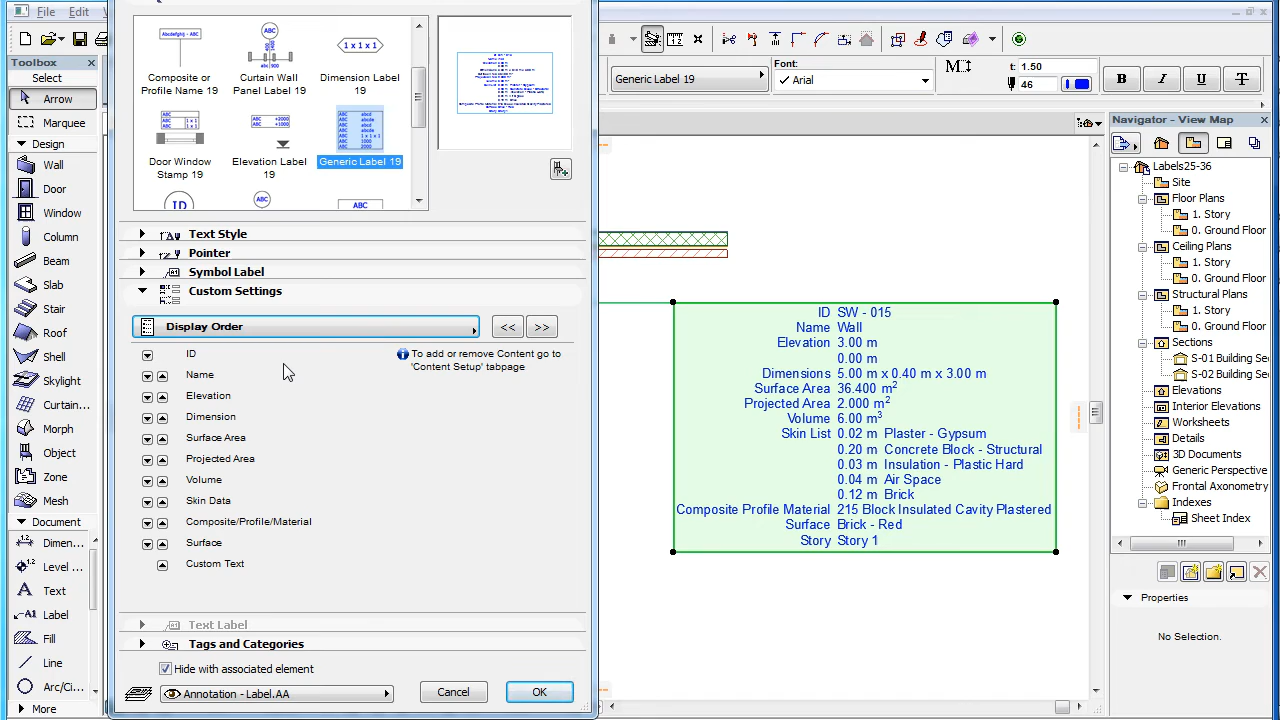 File Edit
Toolbox
Select
Arrow
Marquee
Design
Wall
Door
Window
Column
Beam
Slab
Stair
Roof
Shell
Skylight
Curtain...
Morph
Object
Zone
Mesh
Document
Dimen...
Level ...
Text
Label
Fill
Line
Arc/Ci...
More
Abcdefghij - ABC
Composite or
Profile Name 19
ABC
Curtain Wall
Panel Label 19
1 x 1 x 1
Dimension Label
19
Door Window
Stamp 19
Elevation Label
19
Generic Label 19
ID
ABC
ABC
Text Style
Pointer
Symbol Label
Custom Settings
Display Order
<< >>
ID
Name
Elevation
Dimension
Surface Area
Projected Area
Volume
Skin Data
Composite/Profile/Material
Surface
Custom Text
To add or remove Content go to
'Content Setup' tabpage
Text Label
Tags and Categories
Hide with associated element
Annotation - Label.AA
Cancel
OK
Generic Label 19
Font:
Arial
t: 1.50
46
B I U T
ID SW - 015
Name Wall
Elevation 3.00 m
0.00 m
Dimensions 5.00 m x 0.40 m x 3.00 m
Surface Area 36.400 m²
Projected Area 2.000 m²
Volume 6.00 m³
Skin List 0.02 m Plaster - Gypsum
0.20 m Concrete Block - Structural
0.03 m Insulation - Plastic Hard
0.04 m Air Space
0.12 m Brick
Composite Profile Material 215 Block Insulated Cavity Plastered
Surface Brick - Red
Story Story 1
Navigator - View Map
Labels25-36
Site
Floor Plans
1. Story
0. Ground Floor
Ceiling Plans
1. Story
0. Ground Floor
Structural Plans
1. Story
0. Ground Floor
Sections
S-01 Building Se
S-02 Building Se
Elevations
Interior Elevations
Worksheets
Details
3D Documents
Generic Perspective
Frontal Axonometry
Indexes
Sheet Index
Properties
No Selection.